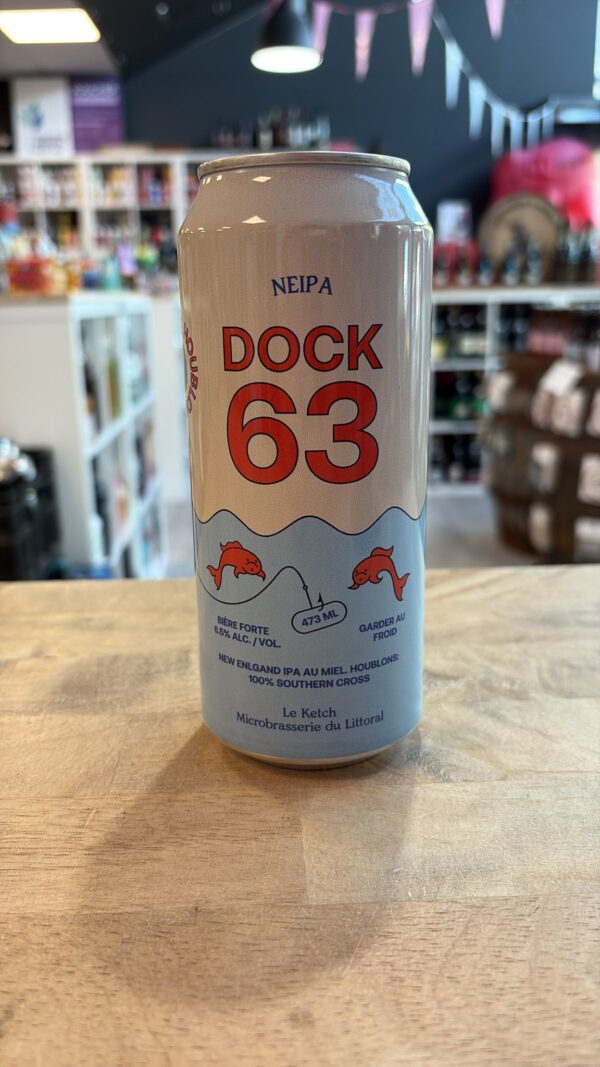 NEIPA
DOCK
63
BIÈRE FORTE
6.5% ALC. / VOL.
473 ML
GARDER AU
FROID
NEW ENLGAND IPA AU MIEL. HOUBLONS:
100% SOUTHERN CROSS
Le Ketch
Microbrasserie du Littoral